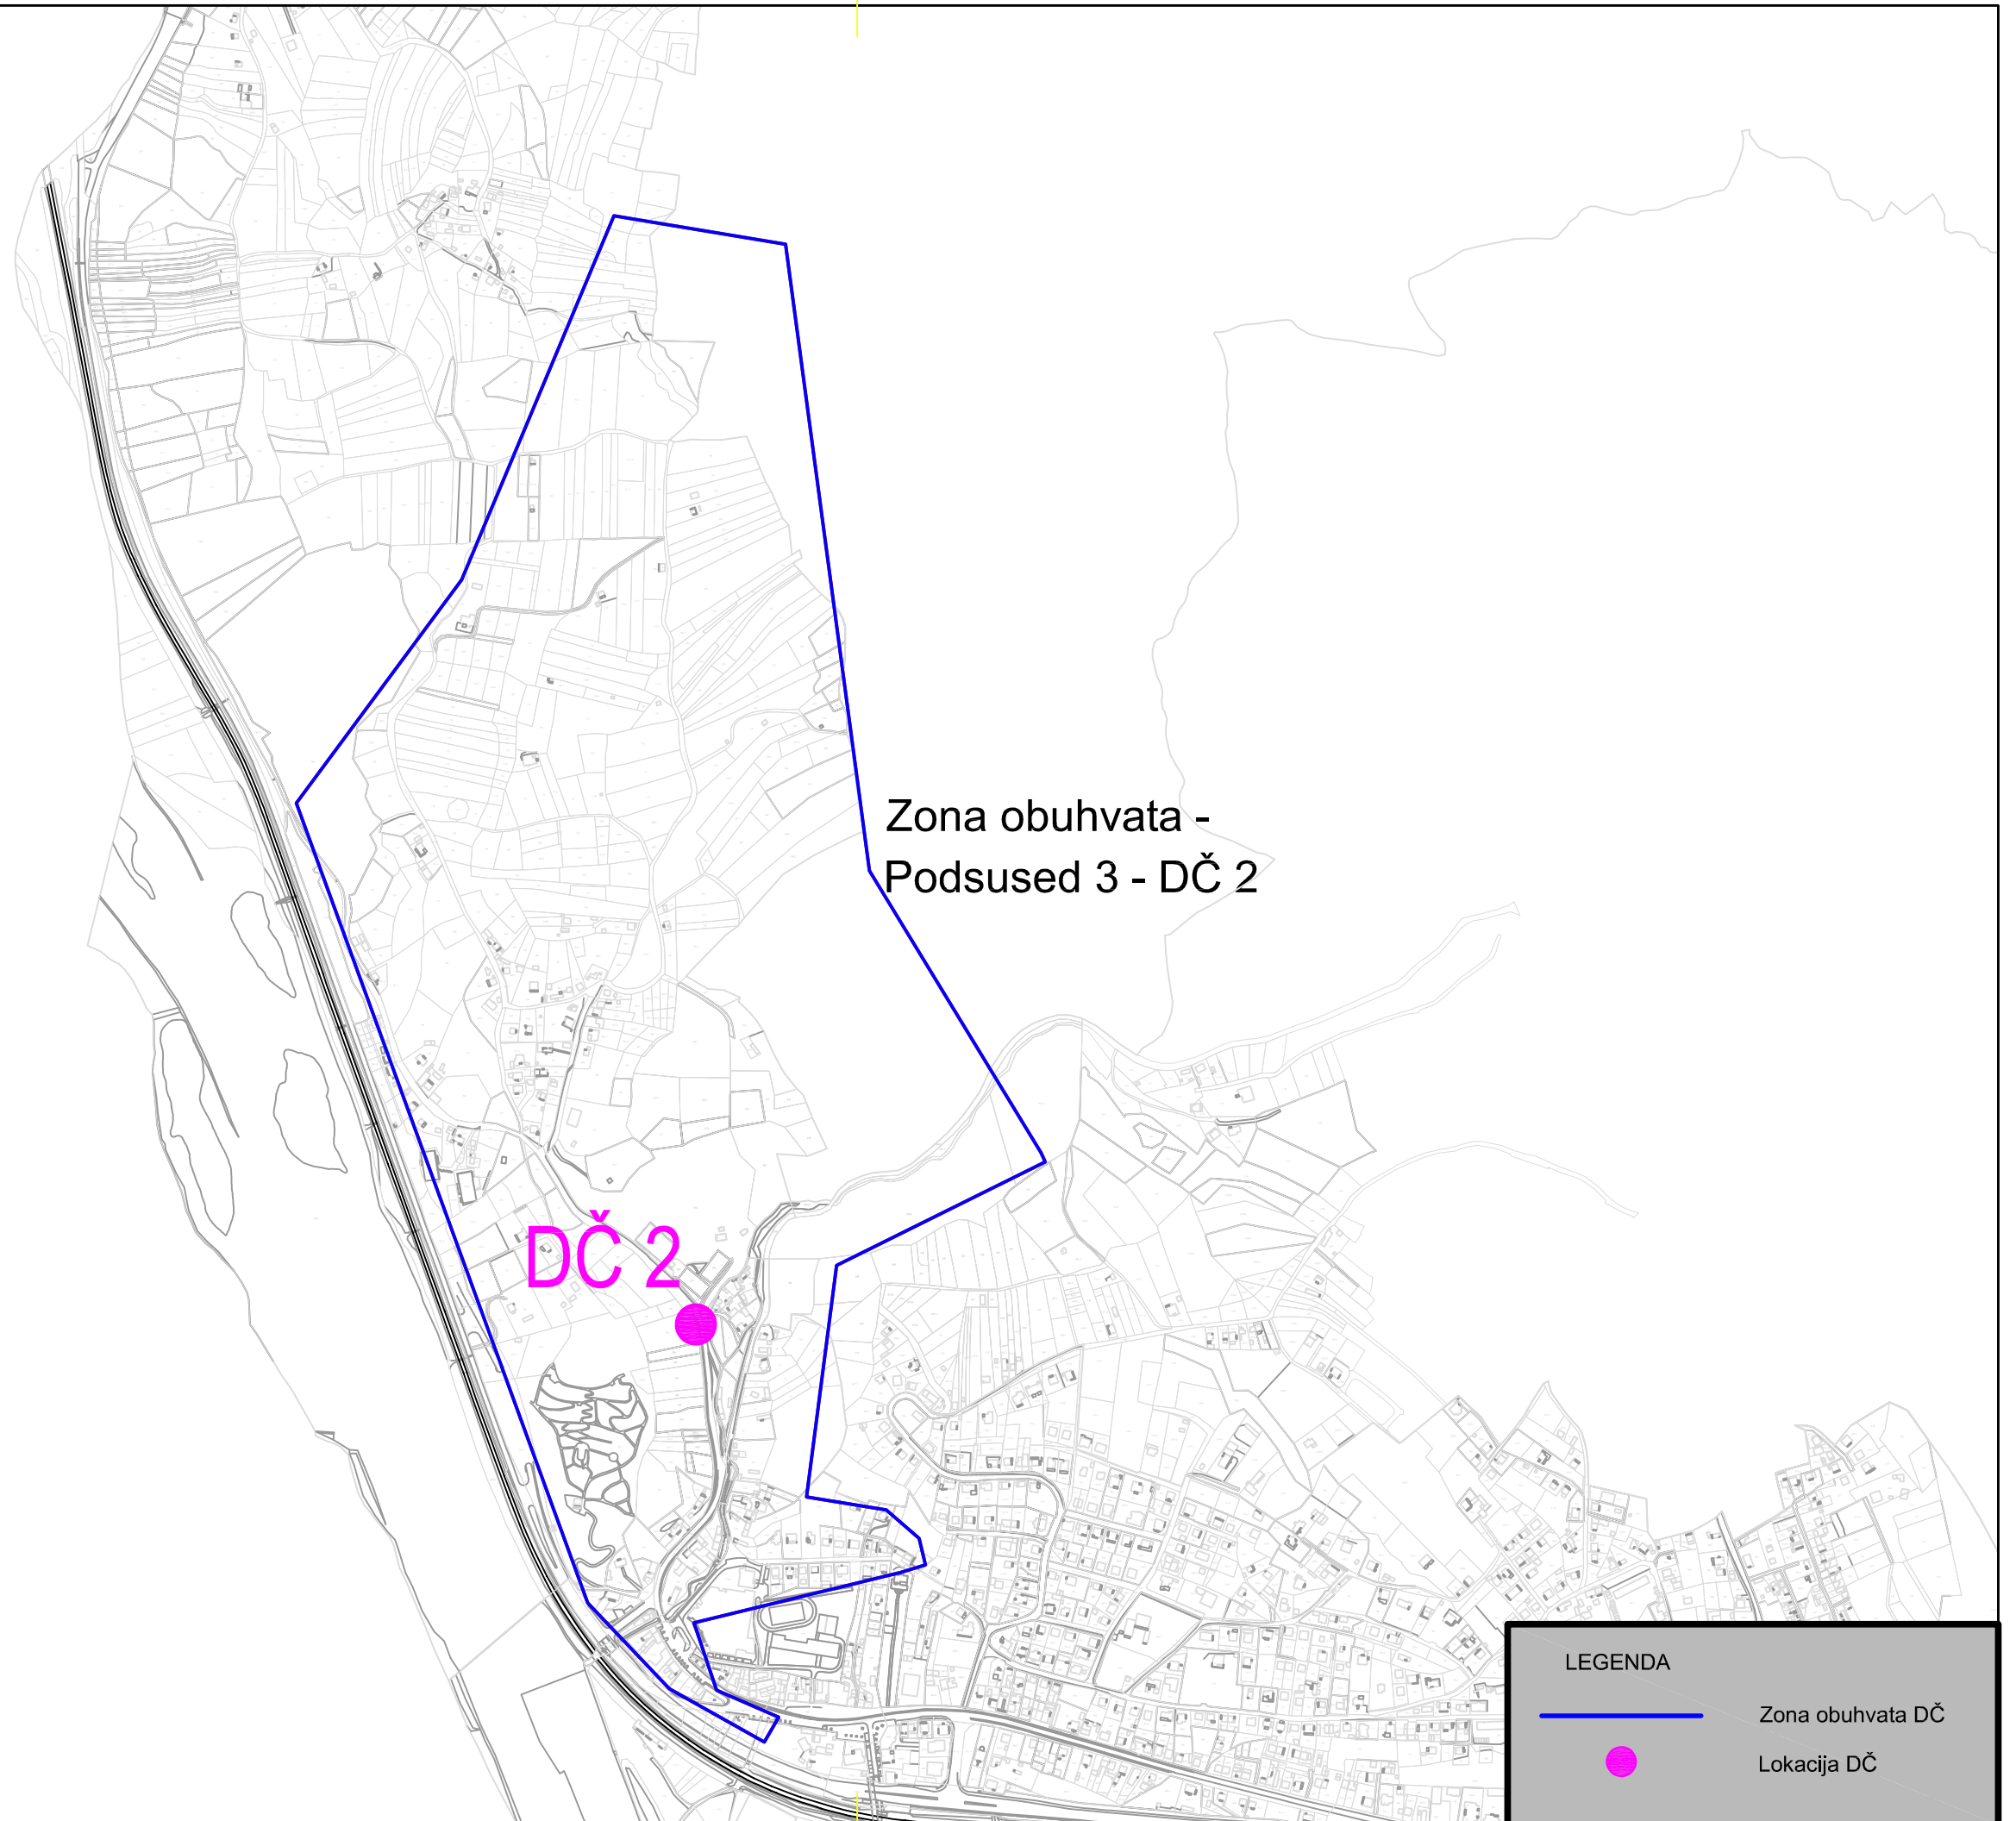 Zona obuhvata -
Podsused 3 - DČ 2
DČ 2
LEGENDA
Zona obuhvata DČ
Lokacija DČ